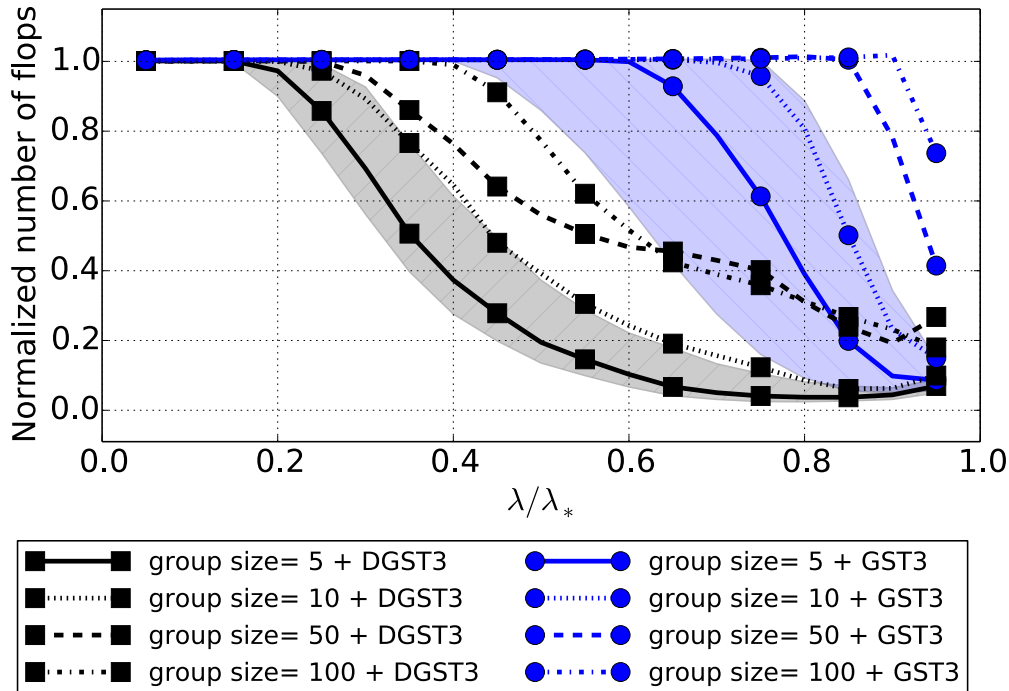 Normalized number of flops
1.0
0.8
0.6
0.4
0.2
0.0
0.0 0.2 0.4 0.6 0.8 1.0
λ/λ*
group size= 5 + DGST3
group size= 10 + DGST3
group size= 50 + DGST3
group size= 100 + DGST3
group size= 5 + GST3
group size= 10 + GST3
group size= 50 + GST3
group size= 100 + GST3